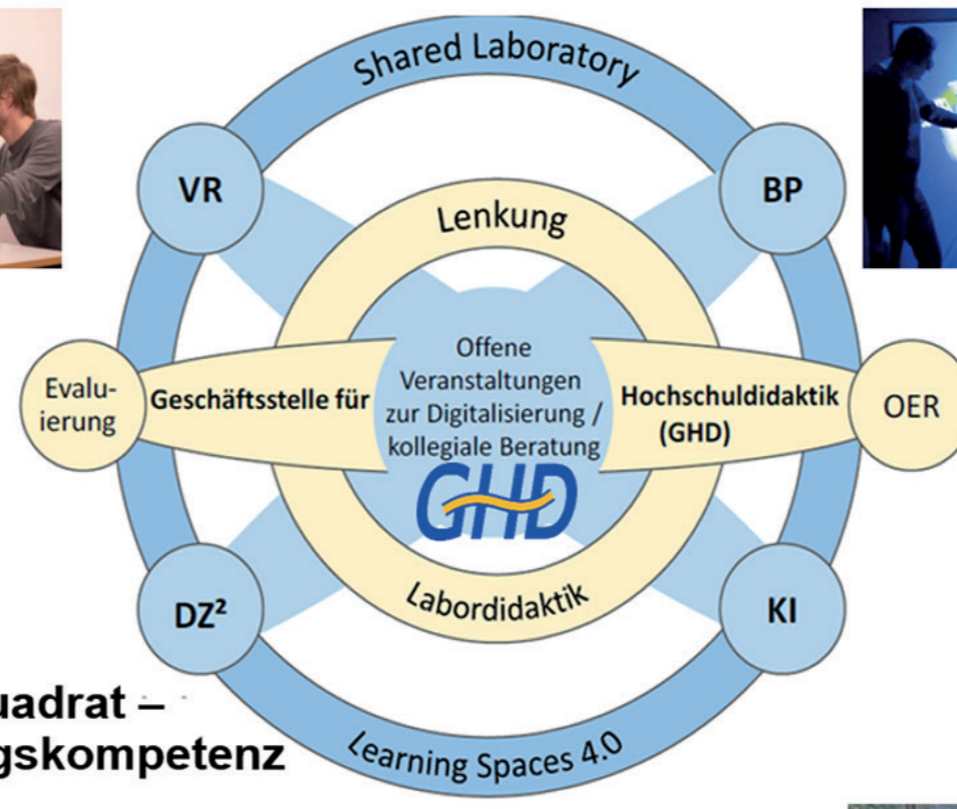 Shared Laboratory
VR
BP
Lenkung
Offene
Veranstaltungen
zur Digitalisierung /
kollegiale Beratung
GHD
Evalu-
ierung
Geschäftsstelle für
Hochschuldidaktik
(GHD)
OER
Labordidaktik
DZ²
KI
uadrat –
gskompetenz
Learning Spaces 4.0